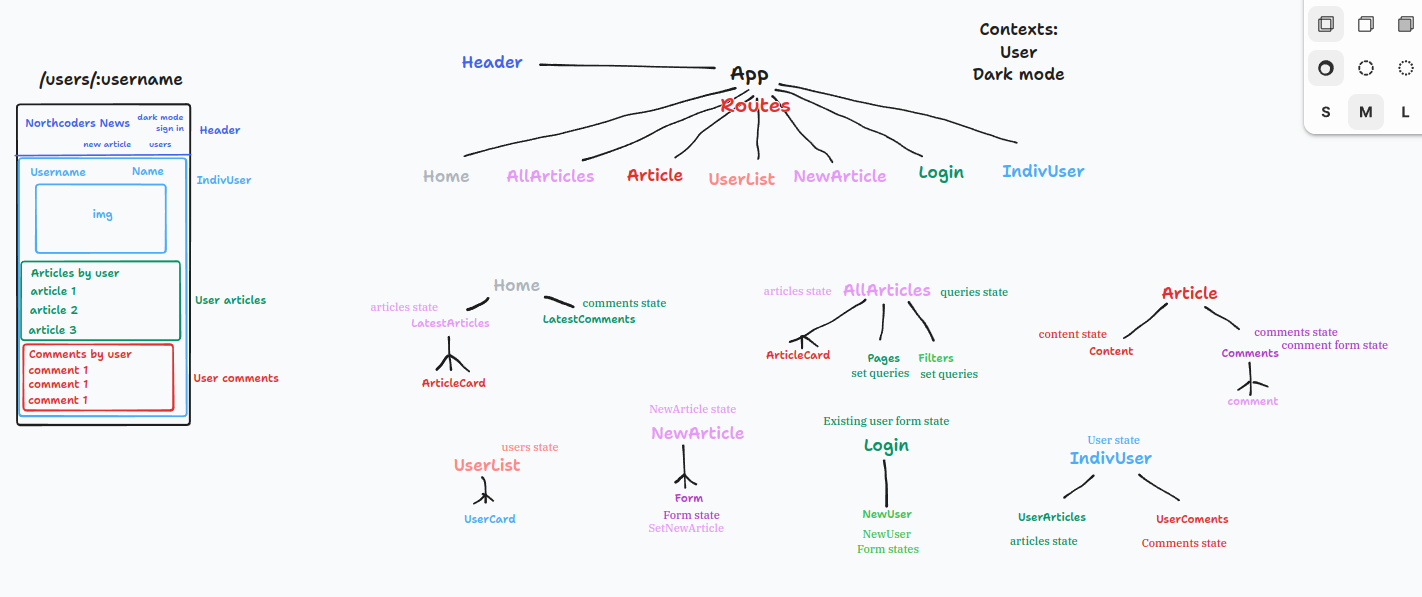 /users/:username
Northcoders News
dark mode
sign in
new article
users
Header
Username
Name
IndivUser
img
Articles by user
article 1
article 2
article 3
User articles
Comments by user
comment 1
comment 1
comment 1
User comments
Header
App
Routes
Contexts:
User
Dark mode
Home
AllArticles
Article
UserList
NewArticle
Login
IndivUser
Home
articles state
LatestArticles
comments state
LatestComments
ArticleCard
articles state
AllArticles
queries state
ArticleCard
Pages
set queries
Filters
set queries
Article
content state
Content
comments state
comment form state
Comments
comment
users state
UserList
UserCard
NewArticle state
NewArticle
Form
Form state
SetNewArticle
Existing user form state
Login
NewUser
NewUser
Form states
User state
IndivUser
UserArticles
articles state
UserComents
Comments state
S
M
L